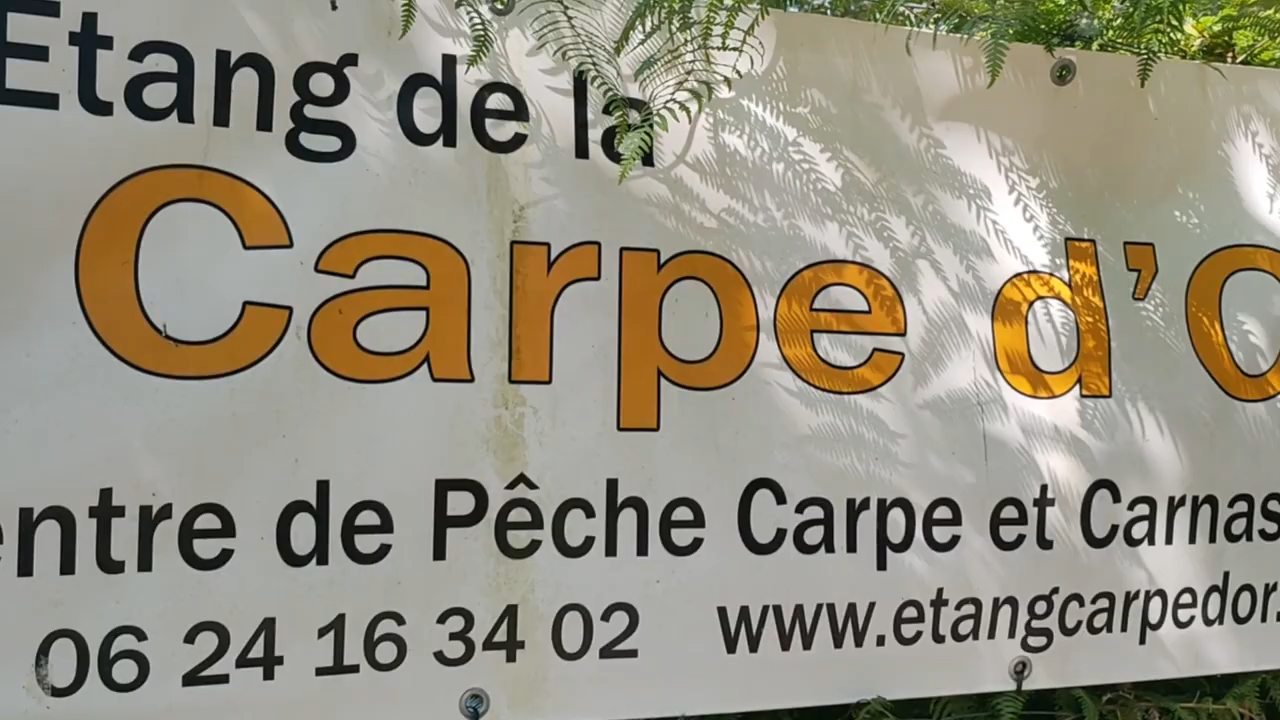 Etang de la
Carpe d'O
entre de Pêche Carpe et Carnas
06 24 16 34 02 www.etangcarpedor.